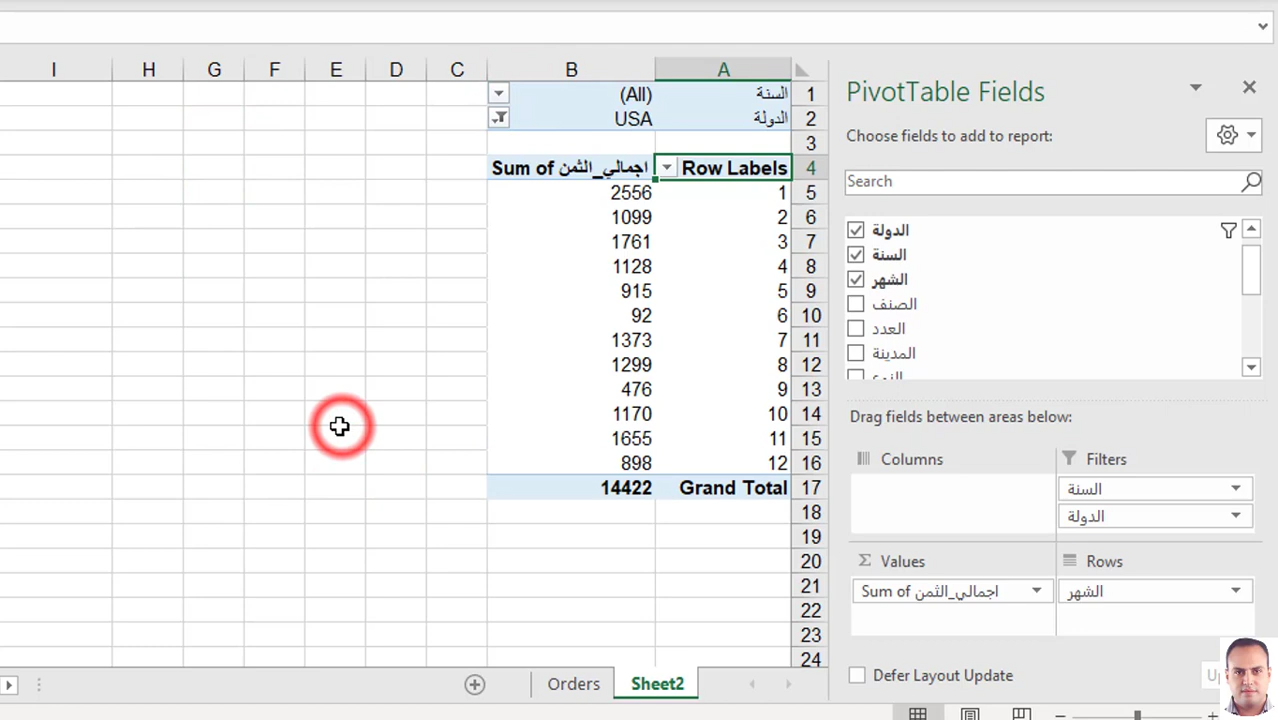 PivotTable Fields
Choose fields to add to report:
Search
الدولة
السنة
الشهر
الصنف
العدد
المدينة
النوع
Drag fields between areas below:
Columns
Filters
السنة
الدولة
Values
Rows
Sum of اجمالي_الثمن
الشهر
Defer Layout Update
I H G F E D C B A
السنة (All) 1
الدولة USA 2
3
Row Labels Sum of اجمالي_الثمن 4
1 2556 5
2 1099 6
3 1761 7
4 1128 8
5 915 9
6 92 10
7 1373 11
8 1299 12
9 476 13
10 1170 14
11 1655 15
12 898 16
Grand Total 14422 17
18
19
20
21
22
23
24
Orders Sheet2